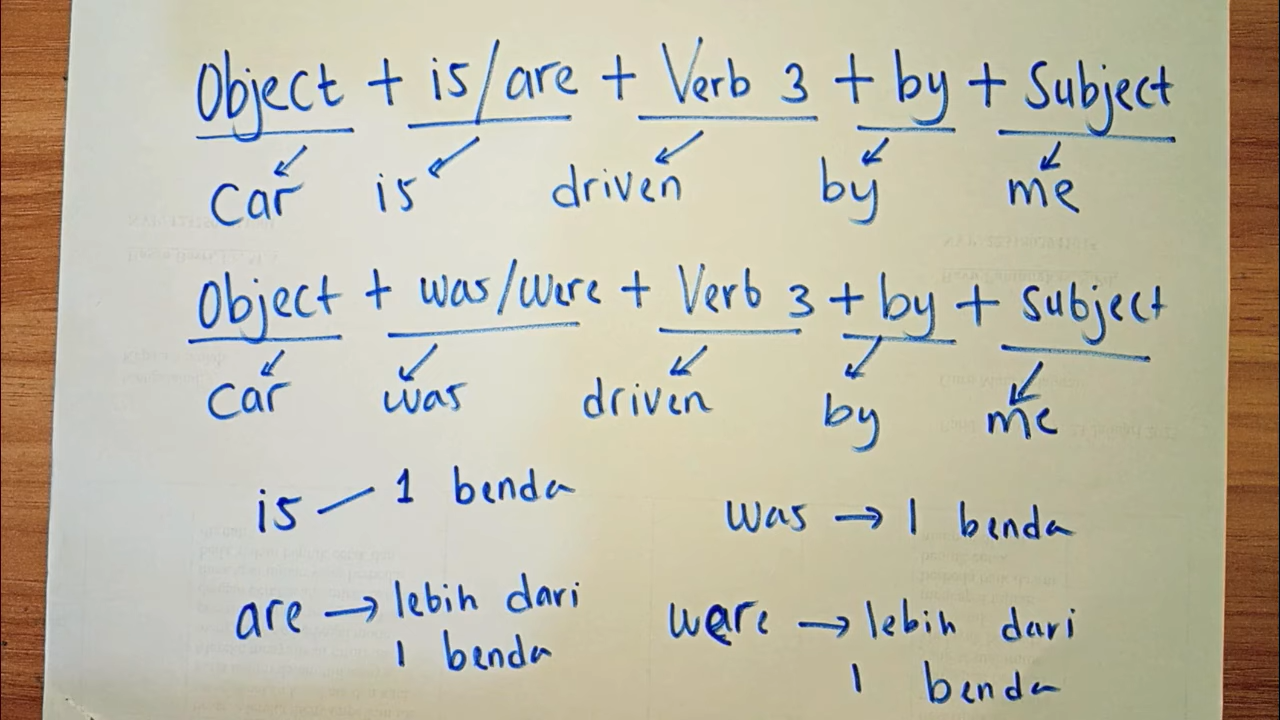 Object + is/are + Verb 3 + by + Subject
Car is driven by me
Object + was/were + Verb 3 + by + Subject
Car was driven by me
is — 1 benda
was → 1 benda
are → lebih dari
1 benda
were → lebih dari
1 benda